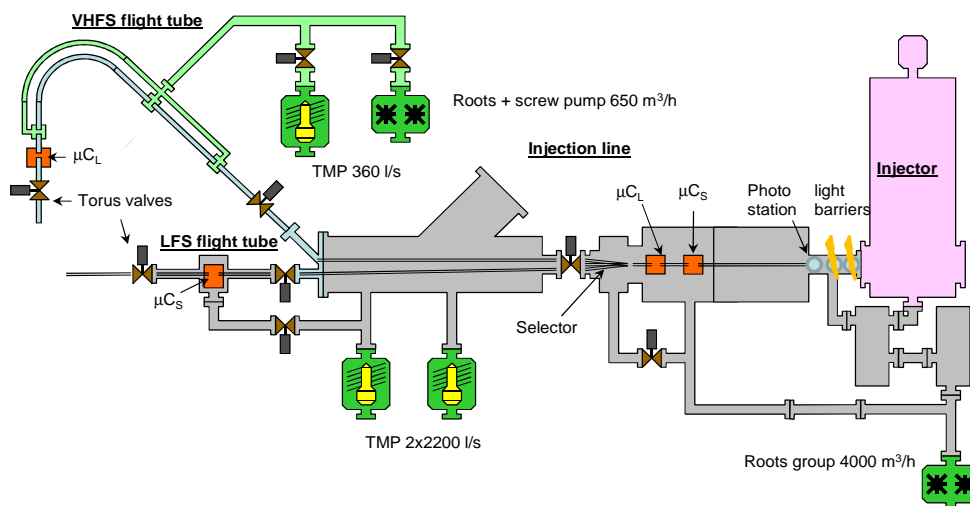 VHFS flight tube
Roots + screw pump 650 m³/h
TMP 360 l/s
μC_L
Torus valves
LFS flight tube
μC_S
Injection line
μC_L
μC_S
Photo
station
light
barriers
Injector
Selector
TMP 2x2200 l/s
Roots group 4000 m³/h